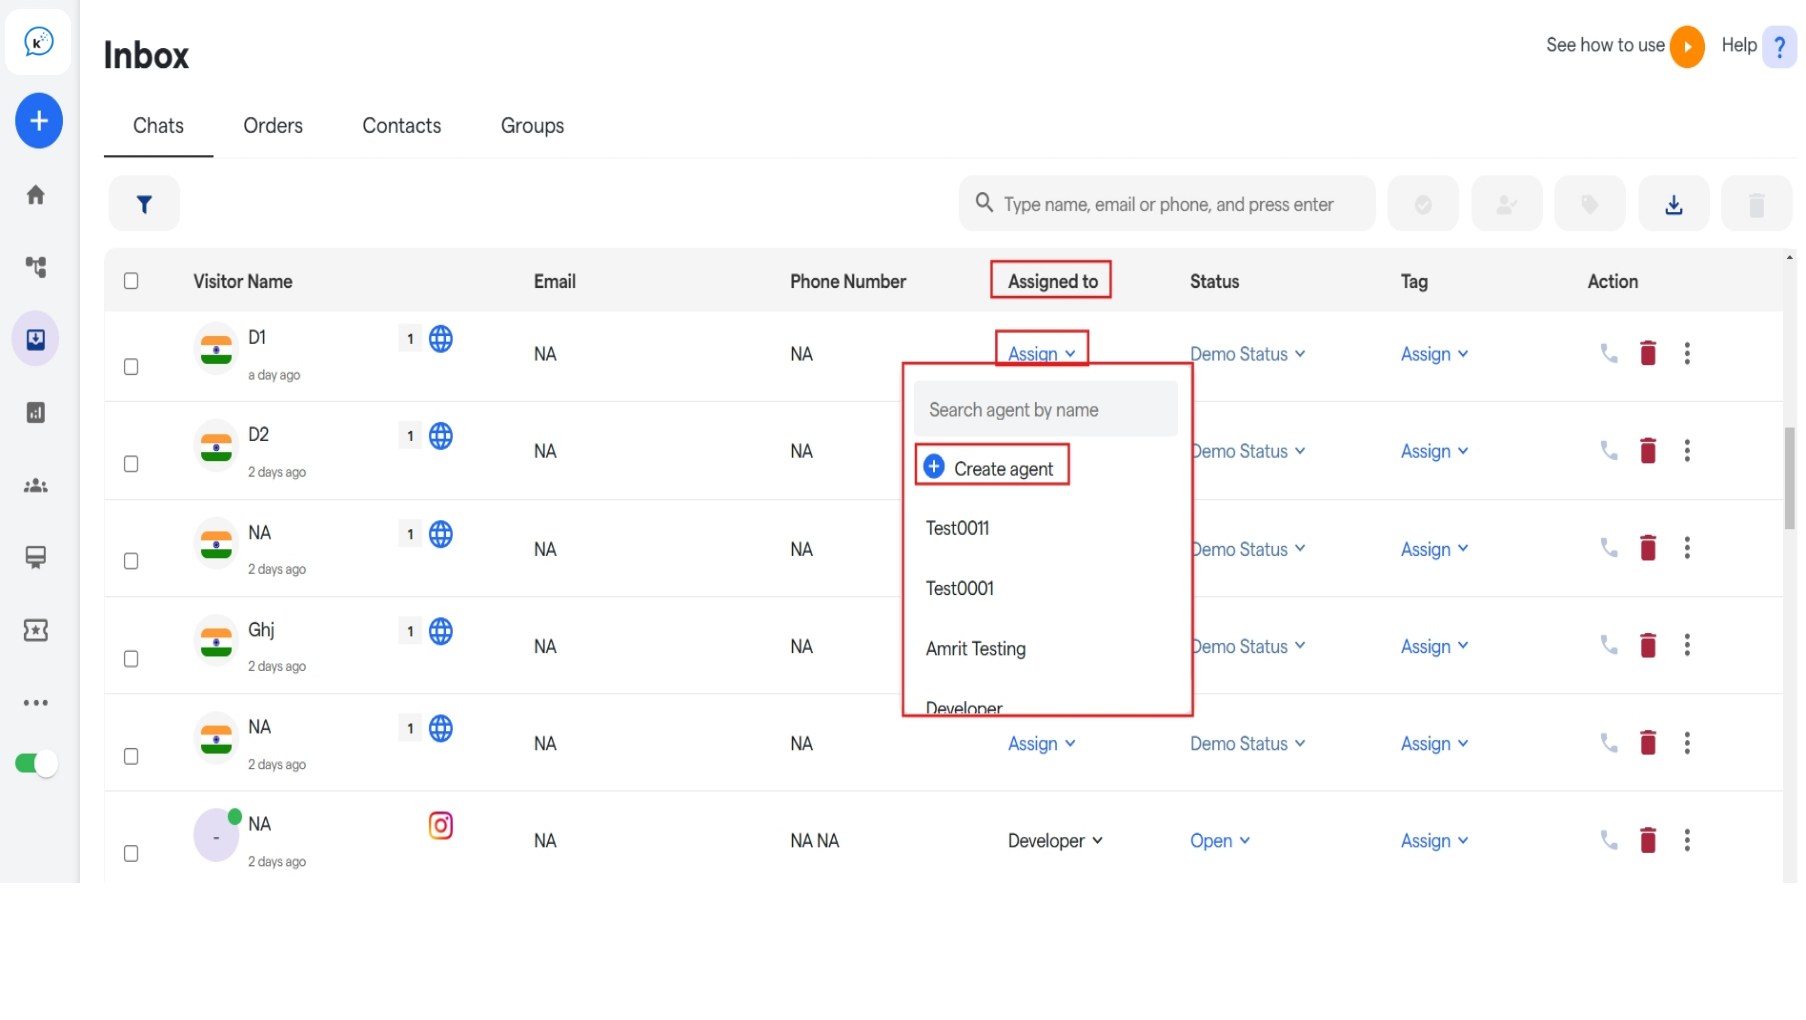 Inbox
See how to use
Help ?
Chats Orders Contacts Groups
Type name, email or phone, and press enter
Visitor Name Email Phone Number Assigned to Status Tag Action
D1 1
a day ago
NA NA Assign Demo Status Assign
Search agent by name
Create agent
Test0011
Test0001
Amrit Testing
Developer
D2 1
2 days ago
NA NA Demo Status Assign
NA 1
2 days ago
NA NA Demo Status Assign
Ghj 1
2 days ago
NA NA Demo Status Assign
NA 1
2 days ago
NA NA Assign Demo Status Assign
- NA
2 days ago
NA NA NA Developer Open Assign